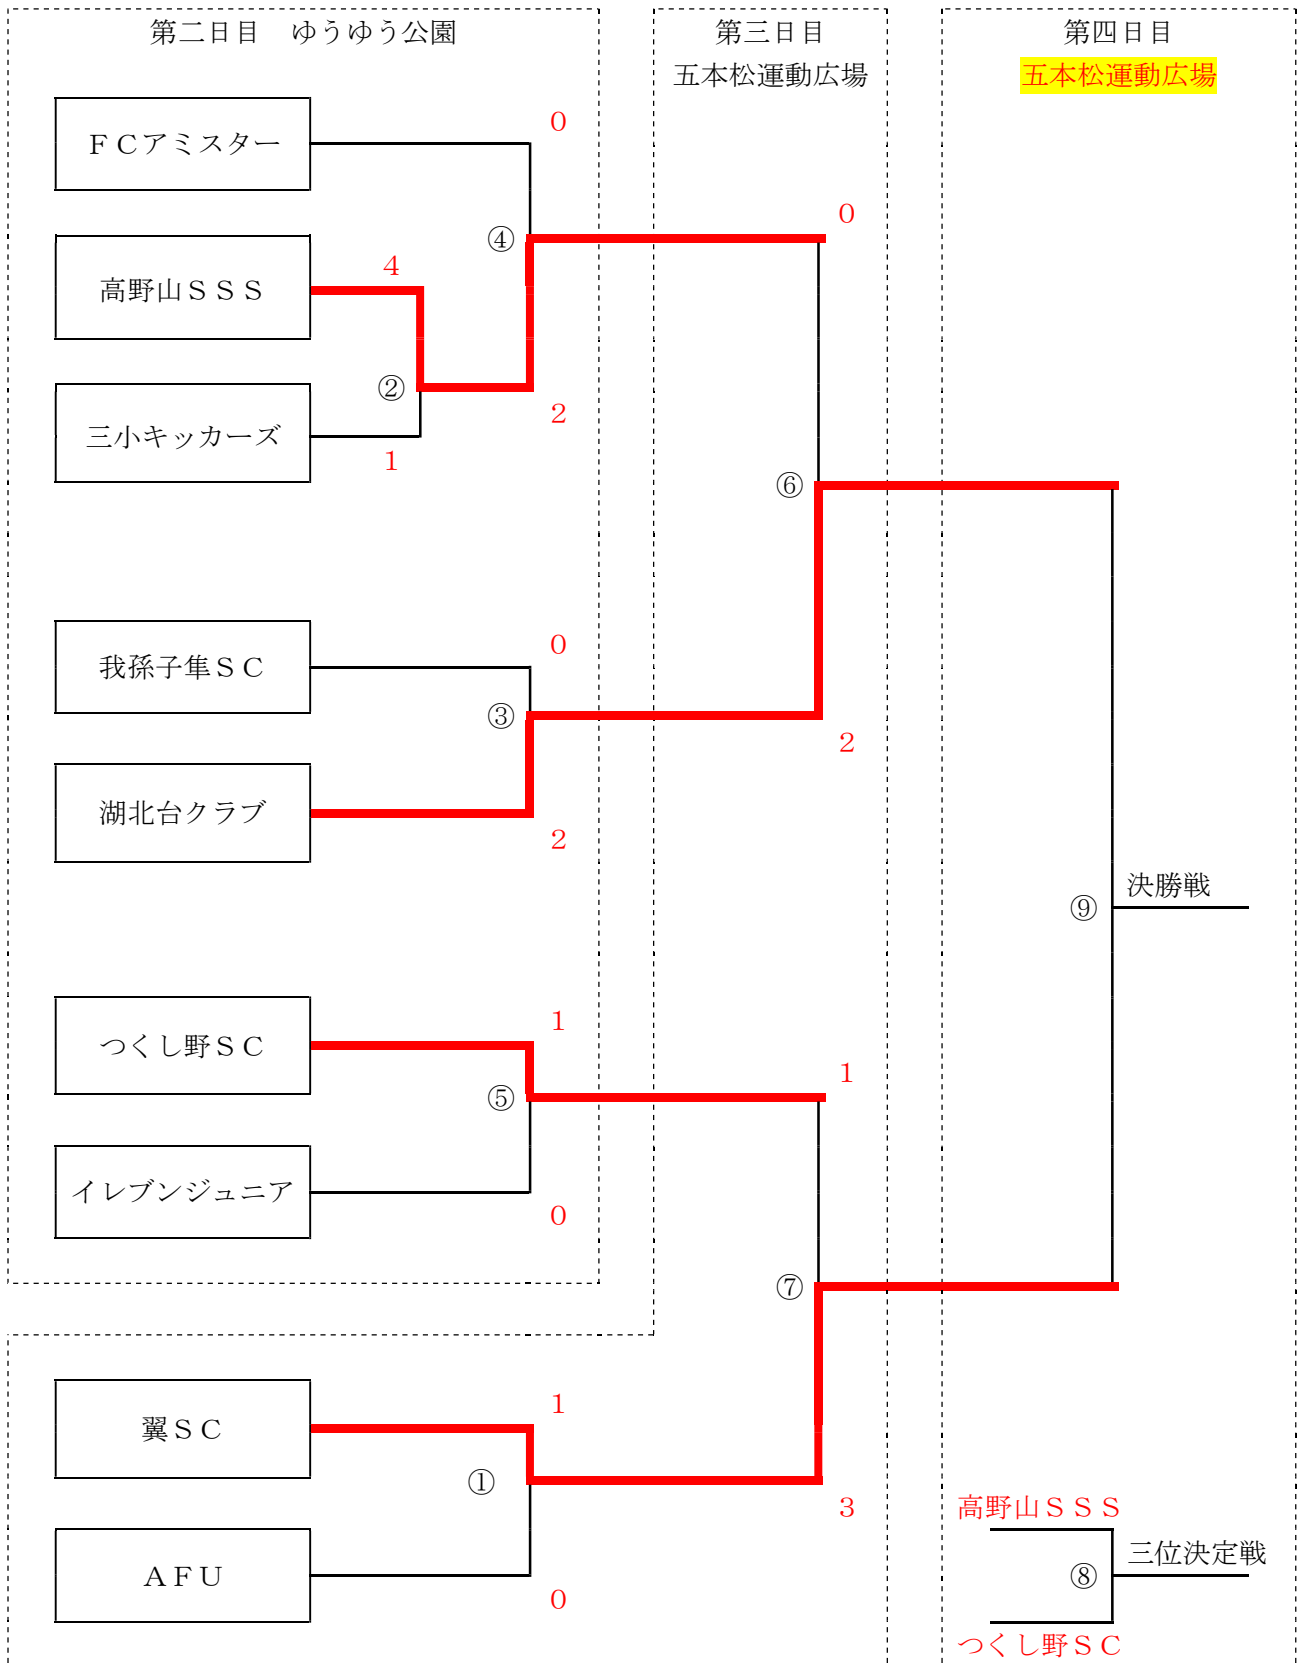 第二日目　ゆうゆう公園
第三日目
五本松運動広場
第四日目
五本松運動広場
０
ＦＣアミスター
０
④
４
高野山ＳＳＳ
②
２
三小キッカーズ
１
⑥
０
我孫子隼ＳＣ
③
２
湖北台クラブ
２
決勝戦
⑨
１
つくし野ＳＣ
１
⑤
イレブンジュニア
０
⑦
１
翼ＳＣ
①
３
高野山ＳＳＳ
三位決定戦
ＡＦＵ
⑧
０
つくし野ＳＣ